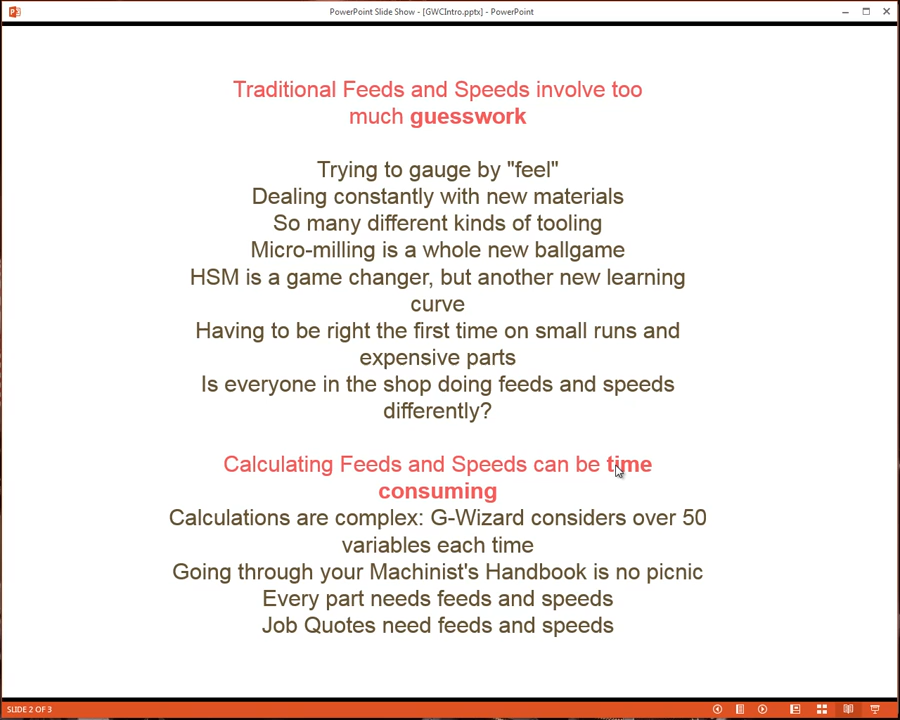 PowerPoint Slide Show - [GWCIntro.pptx] - PowerPoint
Traditional Feeds and Speeds involve too
much guesswork
Trying to gauge by "feel"
Dealing constantly with new materials
So many different kinds of tooling
Micro-milling is a whole new ballgame
HSM is a game changer, but another new learning
curve
Having to be right the first time on small runs and
expensive parts
Is everyone in the shop doing feeds and speeds
differently?
Calculating Feeds and Speeds can be time
consuming
Calculations are complex: G-Wizard considers over 50
variables each time
Going through your Machinist's Handbook is no picnic
Every part needs feeds and speeds
Job Quotes need feeds and speeds
SLIDE 2 OF 3